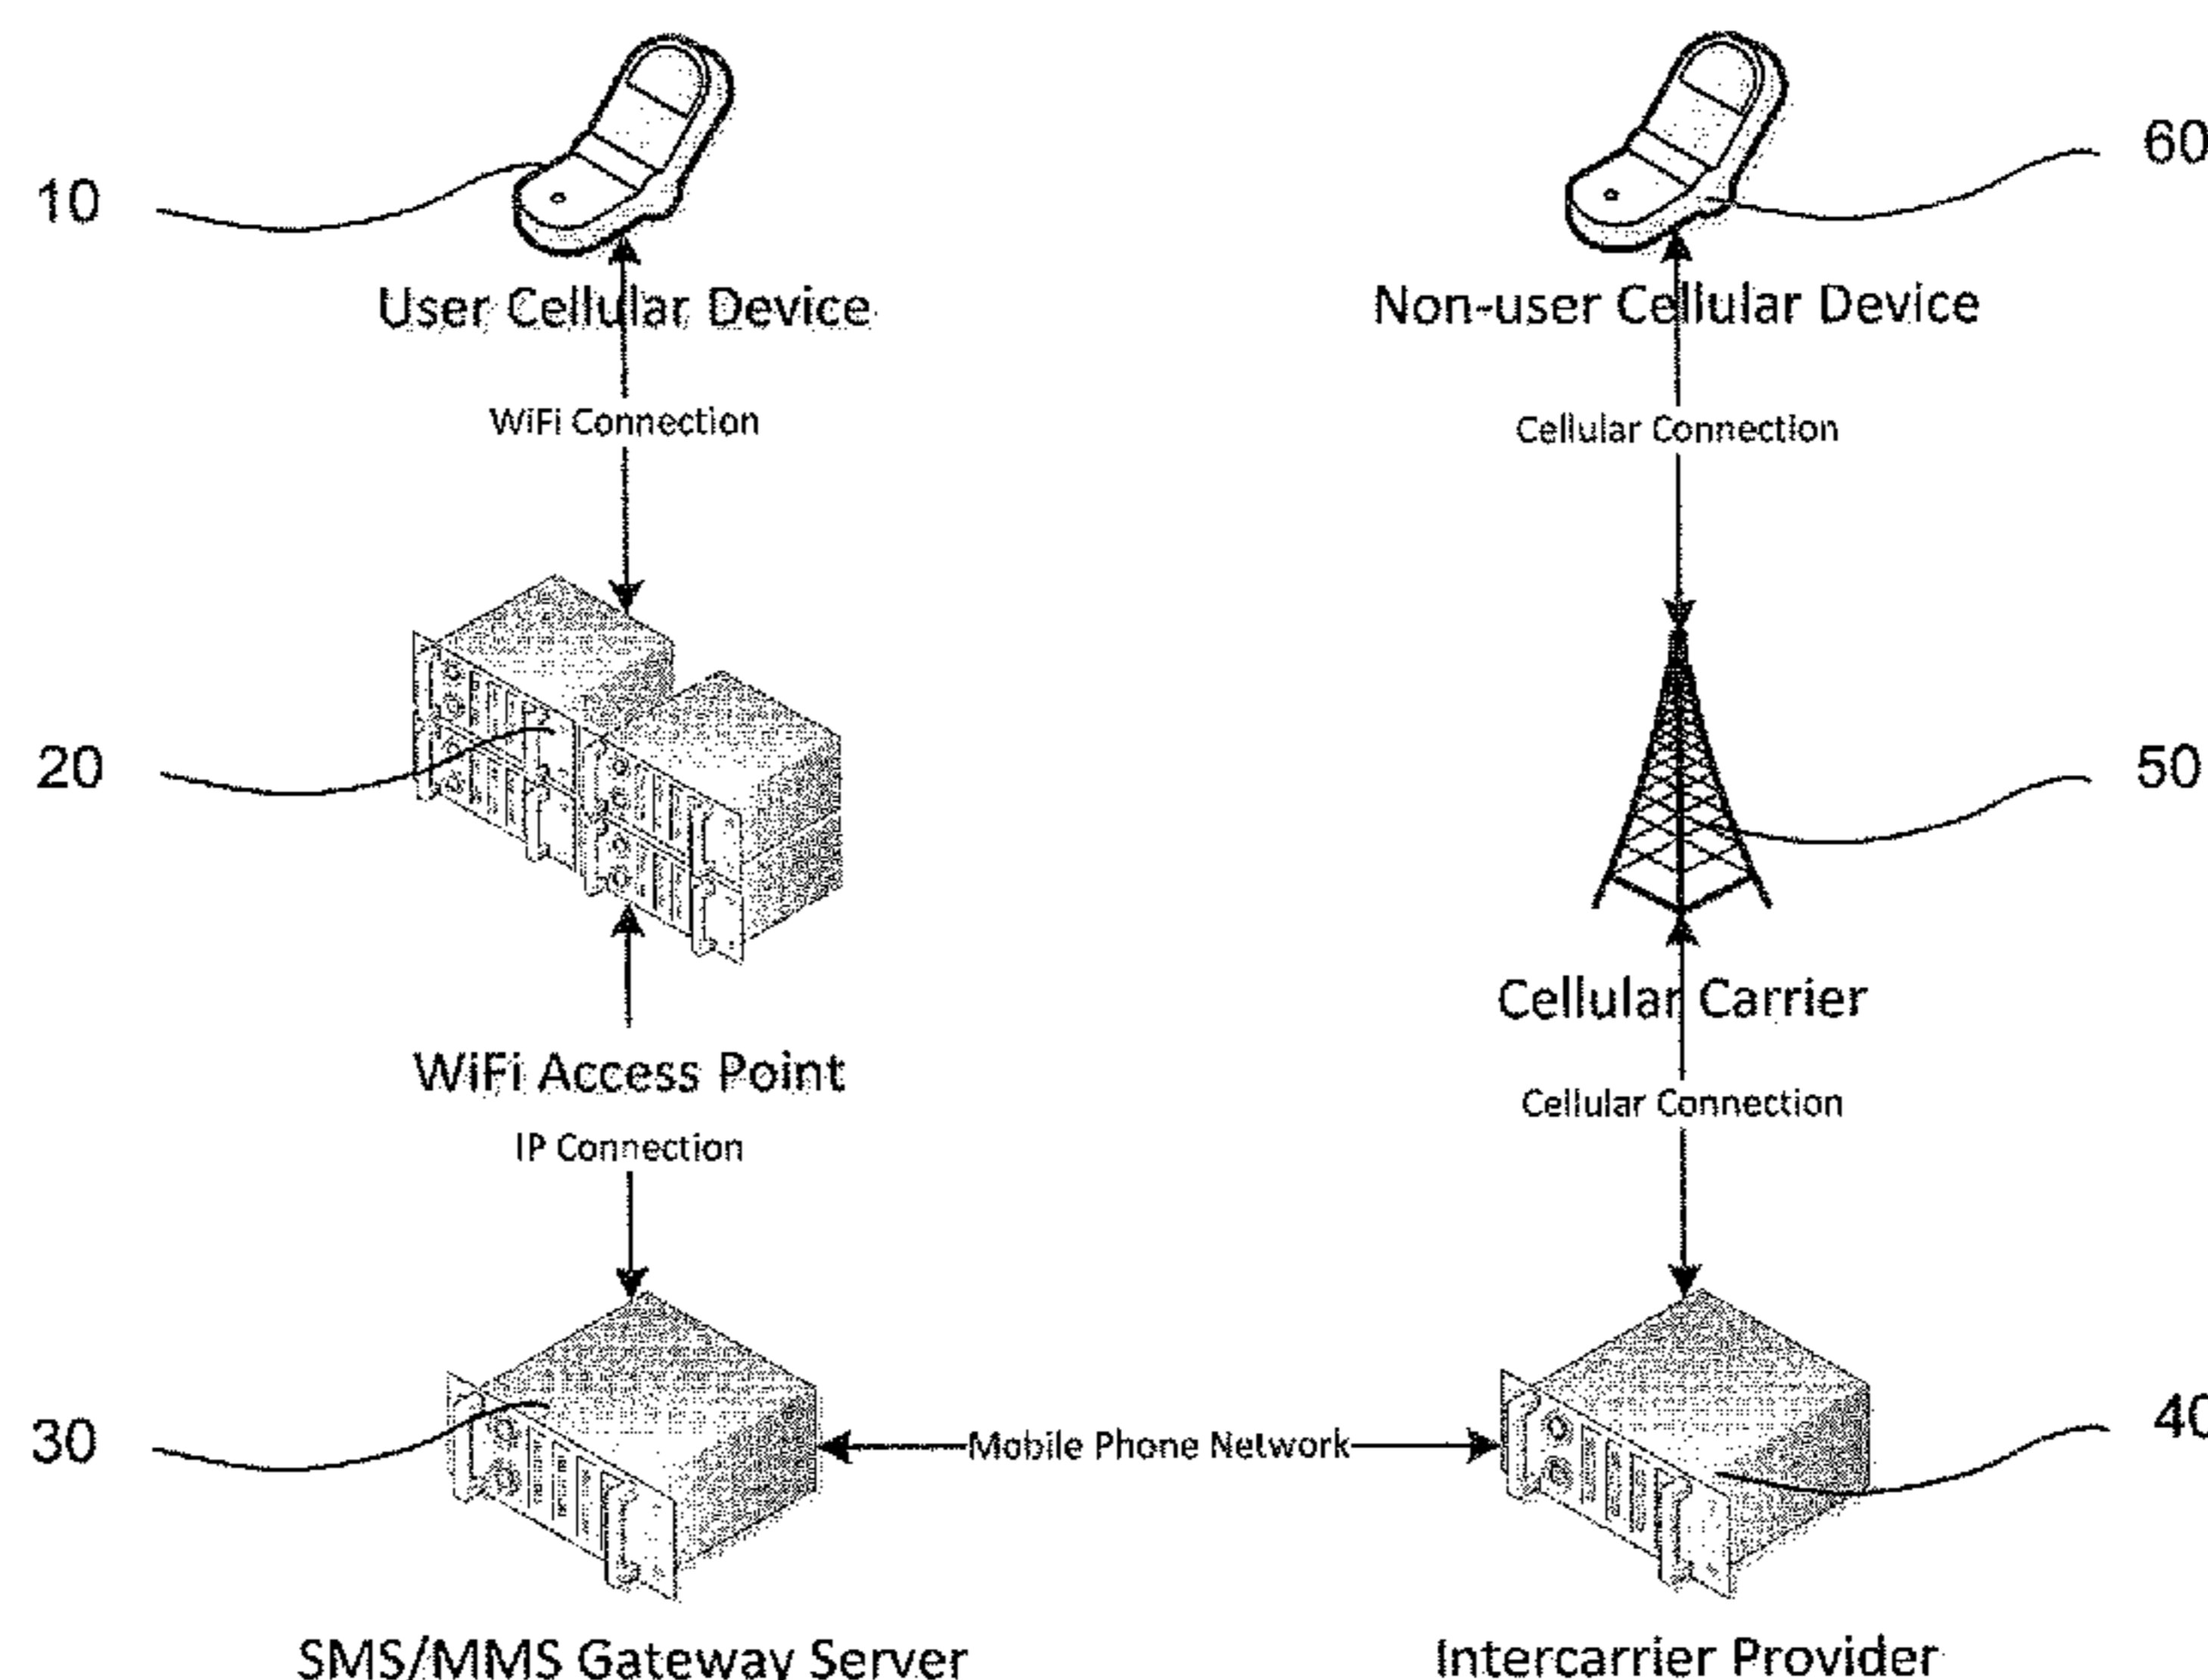 10
60
User Cellular Device
Non-user Cellular Device
WiFi Connection
Cellular Connection
20
50
Cellular Carrier
WiFi Access Point
Cellular Connection
IP Connection
30
40
Mobile Phone Network
SMS/MMS Gateway Server
Intercarrier Provider